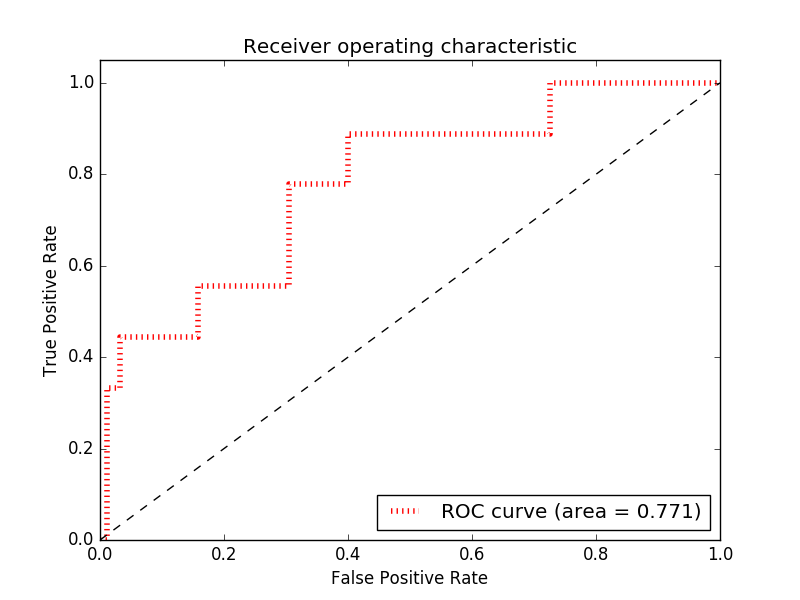 Receiver operating characteristic
True Positive Rate
1.0
0.8
0.6
0.4
0.2
0.0
ROC curve (area = 0.771)
0.0 0.2 0.4 0.6 0.8 1.0
False Positive Rate